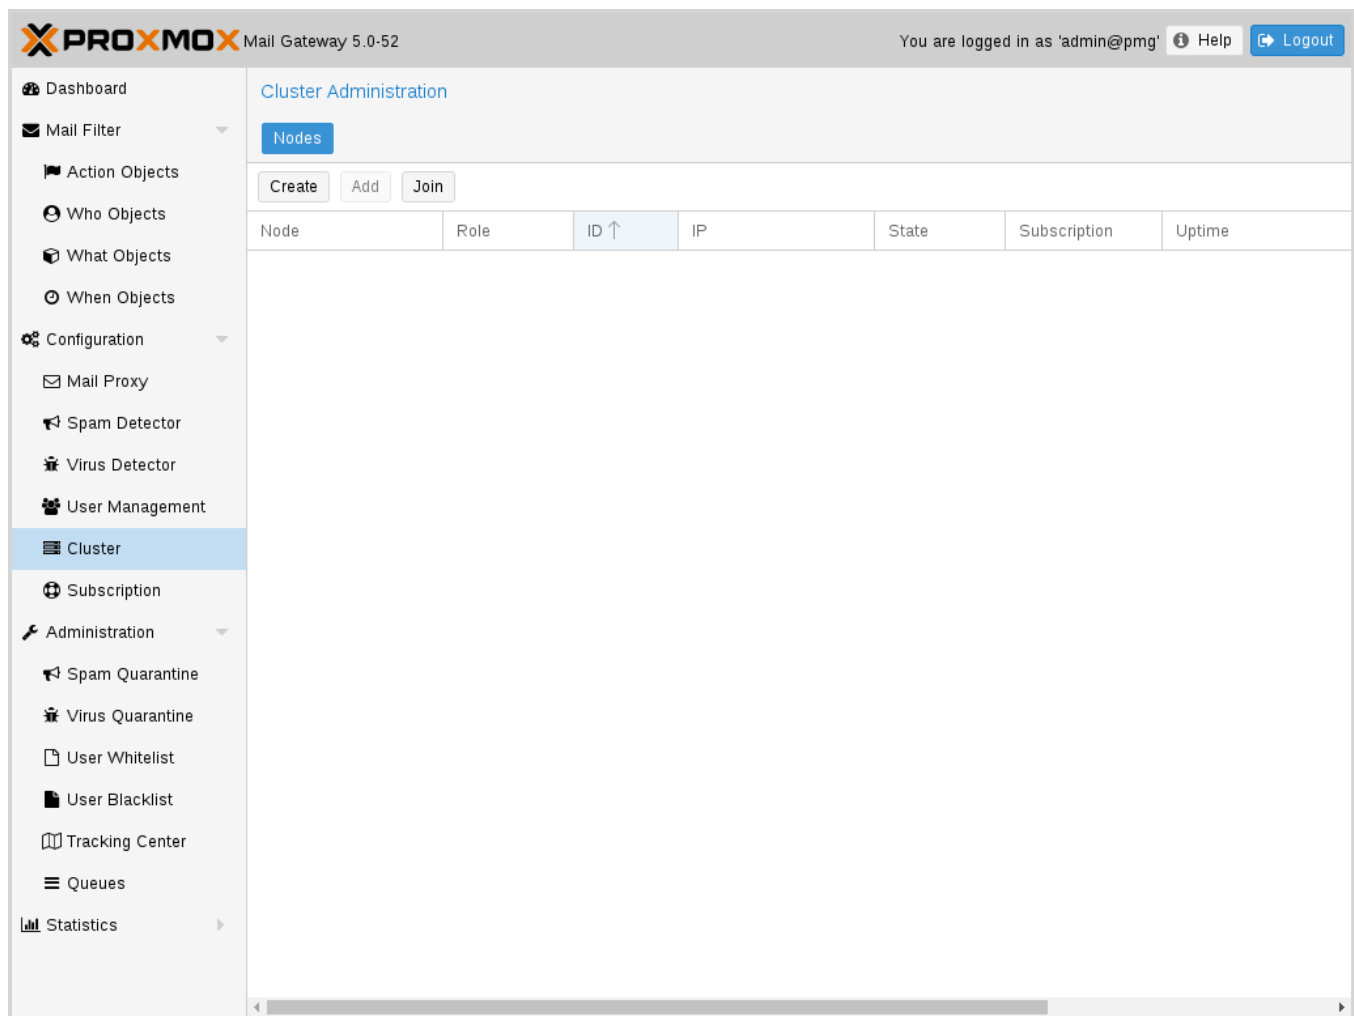 PROXMOX Mail Gateway 5.0-52 You are logged in as 'admin@pmg' Help Logout
Dashboard
Mail Filter
Action Objects
Who Objects
What Objects
When Objects
Configuration
Mail Proxy
Spam Detector
Virus Detector
User Management
Cluster
Subscription
Administration
Spam Quarantine
Virus Quarantine
User Whitelist
User Blacklist
Tracking Center
Queues
Statistics
Cluster Administration
Nodes
Create Add Join
Node Role ID IP State Subscription Uptime